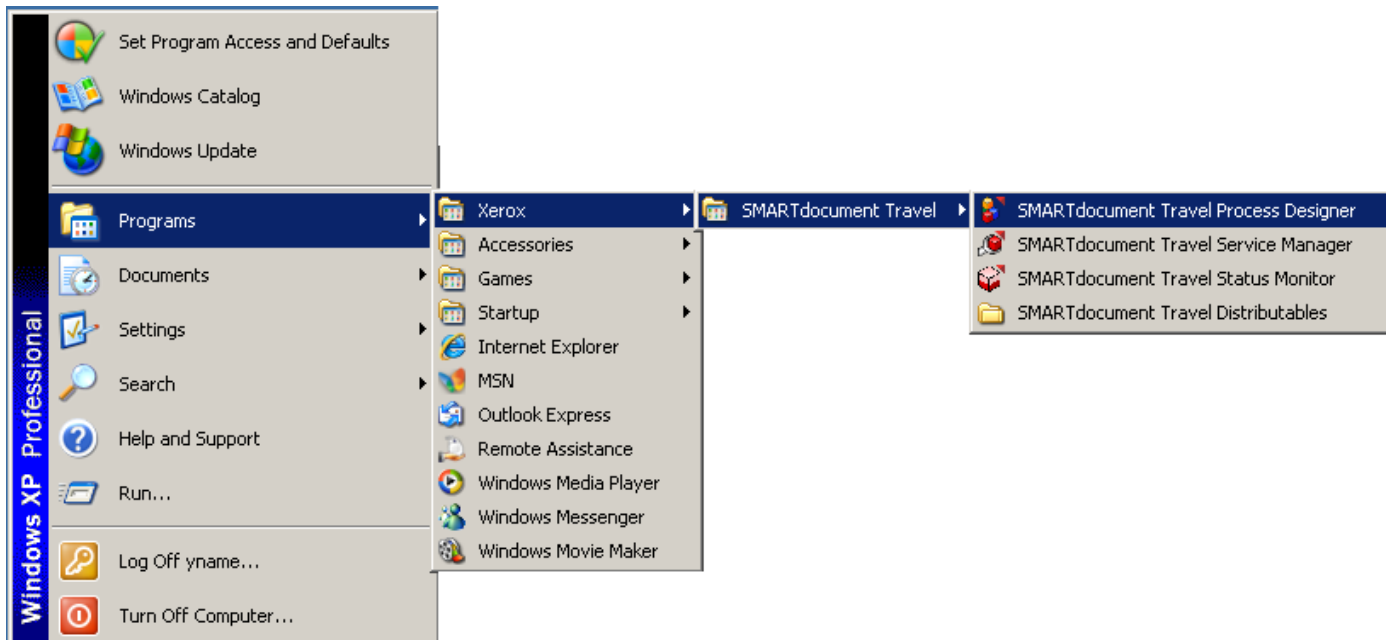 Set Program Access and Defaults
Windows Catalog
Windows Update
Programs
Documents
Settings
Search
Help and Support
Run...
Log Off yname...
Turn Off Computer...
Windows XP Professional
Xerox
Accessories
Games
Startup
Internet Explorer
MSN
Outlook Express
Remote Assistance
Windows Media Player
Windows Messenger
Windows Movie Maker
SMARTdocument Travel
SMARTdocument Travel Process Designer
SMARTdocument Travel Service Manager
SMARTdocument Travel Status Monitor
SMARTdocument Travel Distributables